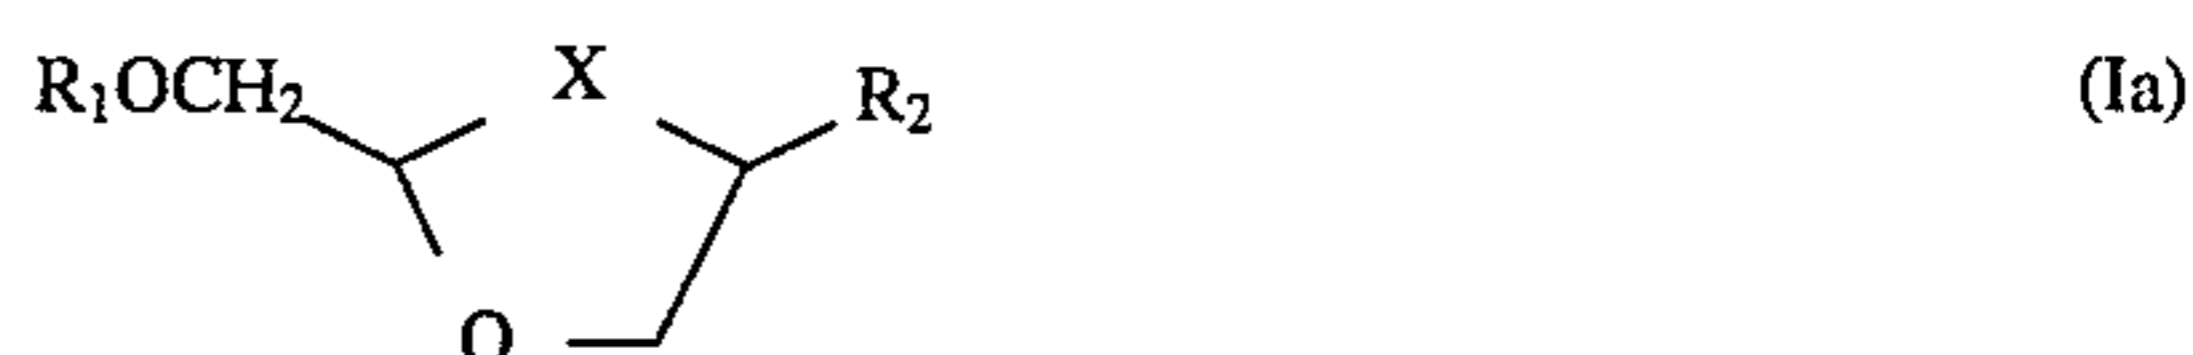 R₁OCH₂ X R₂ (Ia)
O